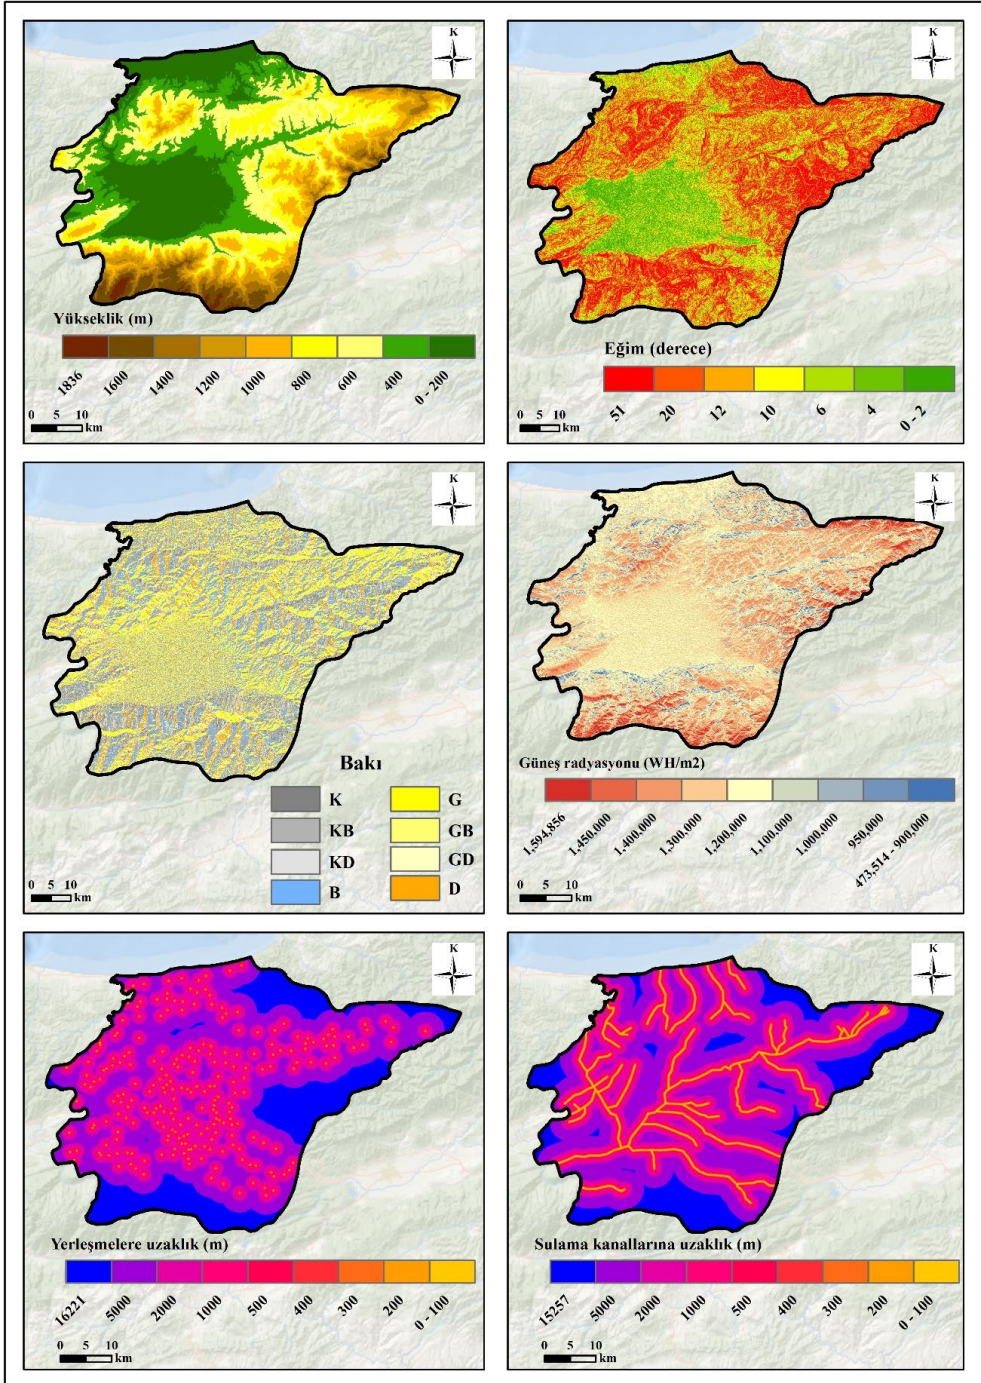 K
Yükseklik (m)
1836 1600 1400 1200 1000 800 600 400 0 - 200
0 5 10
km
K
Eğim (derece)
51 20 12 10 6 4 0 - 2
0 5 10
km
K
Bakı
K G
KB GB
KD GD
B D
0 5 10
km
K
Güneş radyasyonu (WH/m2)
1,594,856 1,450,000 1,400,000 1,300,000 1,200,000 1,100,000 1,000,000 950,000 473,514 - 900,000
0 5 10
km
K
Yerleşmelere uzaklık (m)
16221 5000 2000 1000 500 400 300 200 0 - 100
0 5 10
km
K
Sulama kanallarına uzaklık (m)
15257 5000 2000 1000 500 400 300 200 0 - 100
0 5 10
km